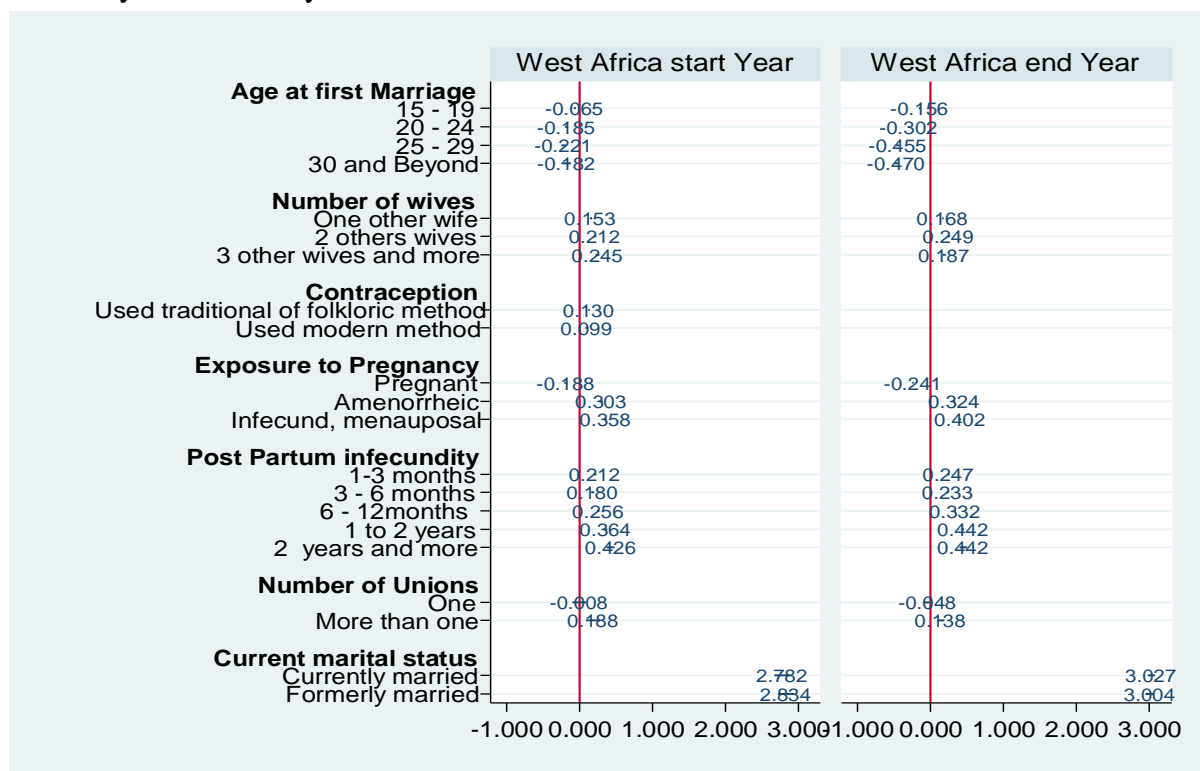 West Africa start Year West Africa end Year
Age at first Marriage
15 - 19 -0.065 -0.156
20 - 24 -0.185 -0.302
25 - 29 -0.221 -0.455
30 and Beyond -0.182 -0.470
Number of wives
One other wife 0.153 0.168
2 others wives 0.212 0.249
3 other wives and more 0.245 0.187
Contraception
Used traditional of folkloric method 0.130
Used modern method 0.099
Exposure to Pregnancy
Pregnant -0.188 -0.241
Amenorrheic 0.303 0.324
Infecund, menauposal 0.358 0.402
Post Partum infecundity
1-3 months 0.212 0.247
3 - 6 months 0.180 0.233
6 - 12months 0.256 0.332
1 to 2 years 0.364 0.442
2 years and more 0.426 0.442
Number of Unions
One -0.008 -0.048
More than one 0.188 0.138
Current marital status
Currently married 2.782 3.027
Formerly married 2.834 3.004
-1.000 0.000 1.000 2.000 3.000 -1.000 0.000 1.000 2.000 3.000